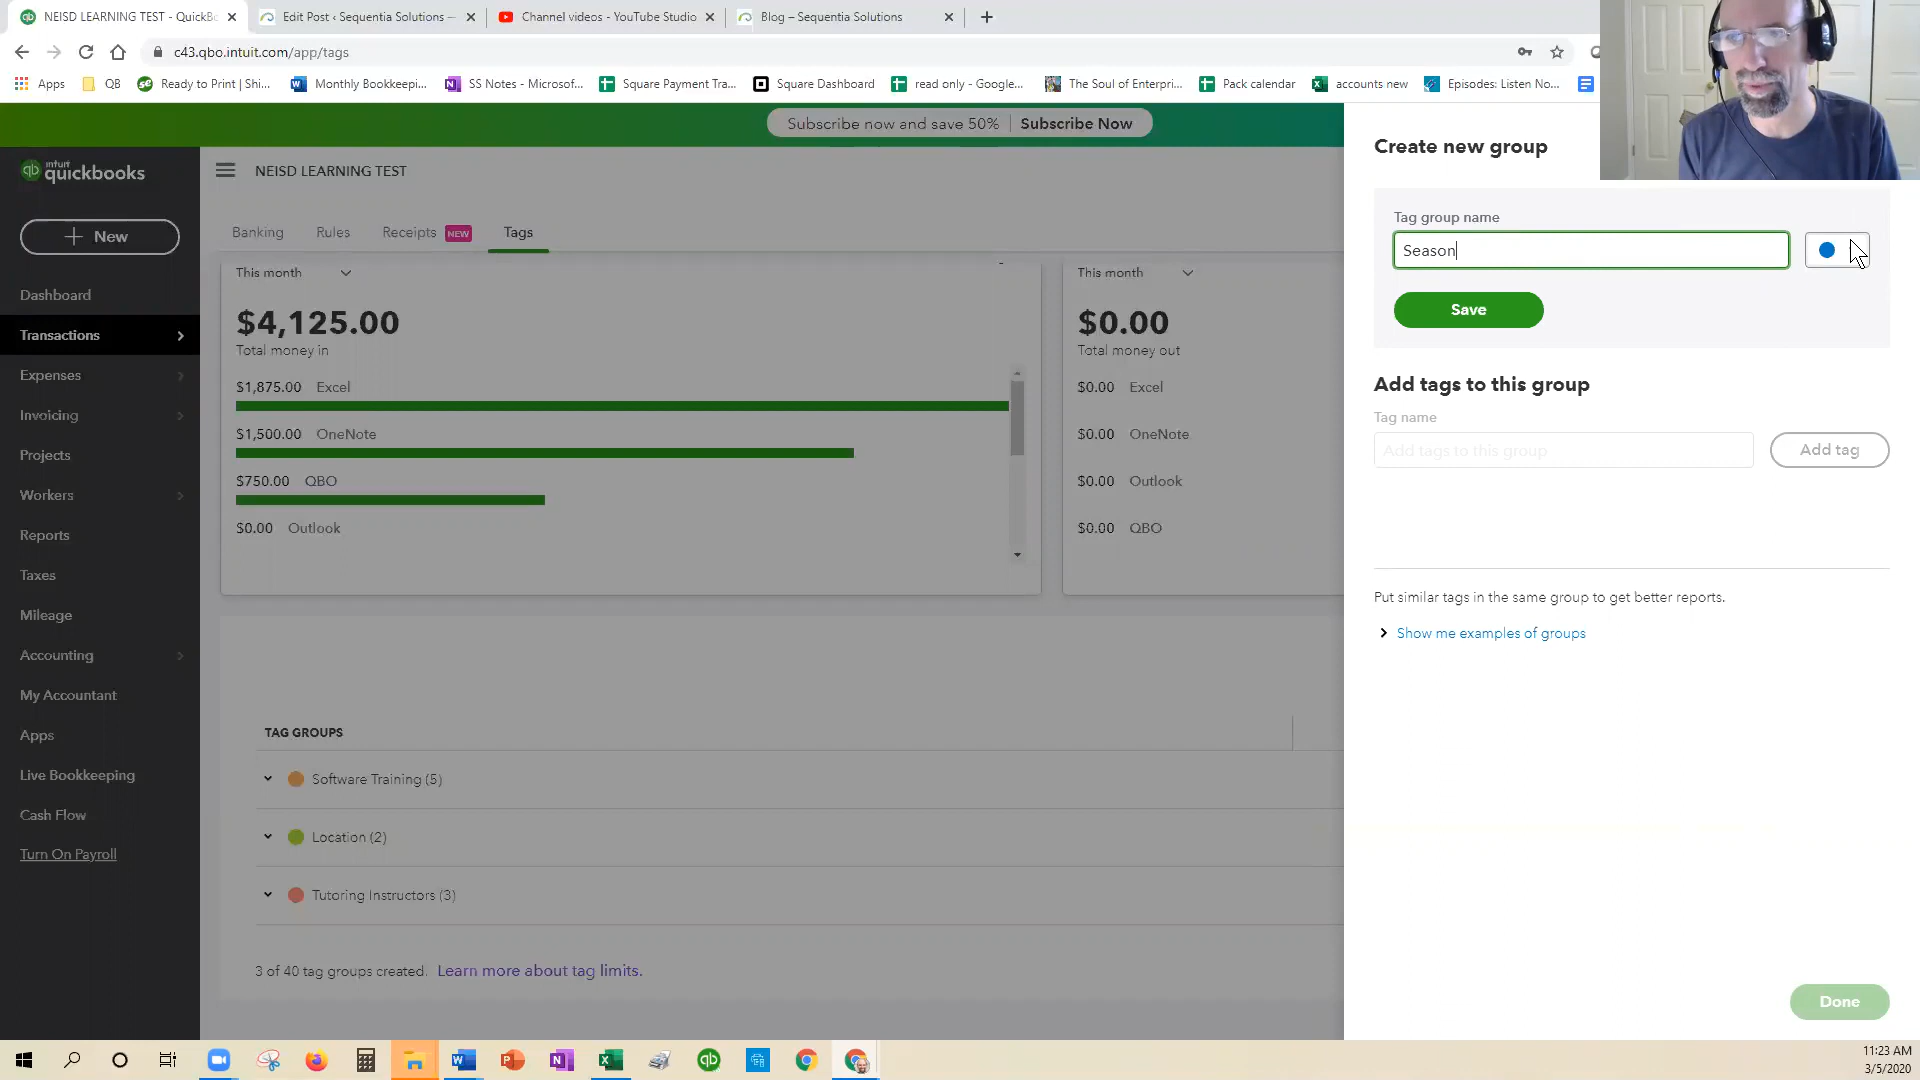 NEISD LEARNING TEST - QuickBo
Edit Post ‹ Sequentia Solutions —
Channel videos - YouTube Studio
Blog – Sequentia Solutions
c43.qbo.intuit.com/app/tags
Apps
QB
Ready to Print | Shi...
Monthly Bookkeepi...
SS Notes - Microsof...
Square Payment Tra...
Square Dashboard
read only - Google...
The Soul of Enterpri...
Pack calendar
accounts new
Episodes: Listen No...
Subscribe now and save 50% | Subscribe Now
intuit
quickbooks
NEISD LEARNING TEST
New
Dashboard
Transactions
Expenses
Invoicing
Projects
Workers
Reports
Taxes
Mileage
Accounting
My Accountant
Apps
Live Bookkeeping
Cash Flow
Turn On Payroll
Banking
Rules
Receipts NEW
Tags
This month
$4,125.00
Total money in
$1,875.00 Excel
$1,500.00 OneNote
$750.00 QBO
$0.00 Outlook
This month
$0.00
Total money out
$0.00 Excel
$0.00 OneNote
$0.00 Outlook
$0.00 QBO
TAG GROUPS
Software Training (5)
Location (2)
Tutoring Instructors (3)
3 of 40 tag groups created. Learn more about tag limits.
Create new group
Tag group name
Season
Save
Add tags to this group
Tag name
Add tags to this group
Add tag
Put similar tags in the same group to get better reports.
Show me examples of groups
Done
11:23 AM
3/5/2020